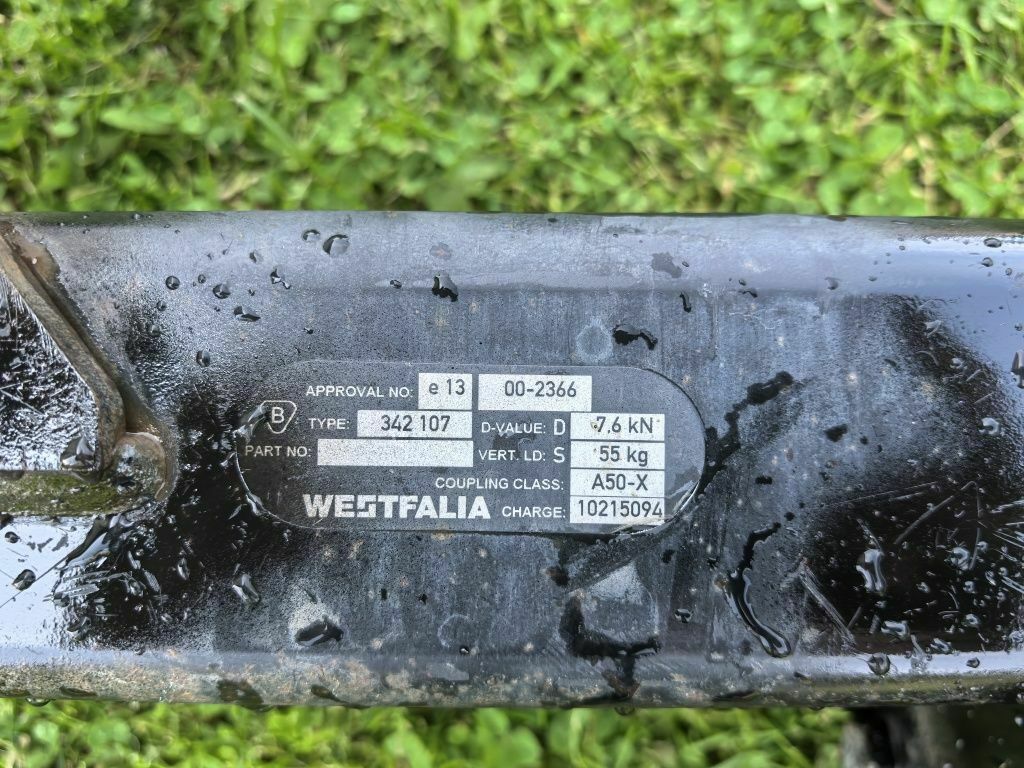 APPROVAL NO: e 13 00-2366
B TYPE: 342 107 D-VALUE: D 7,6 kN
PART NO: VERT. LD: S 55 kg
COUPLING CLASS: A50-X
WESTFALIA CHARGE: 10215094